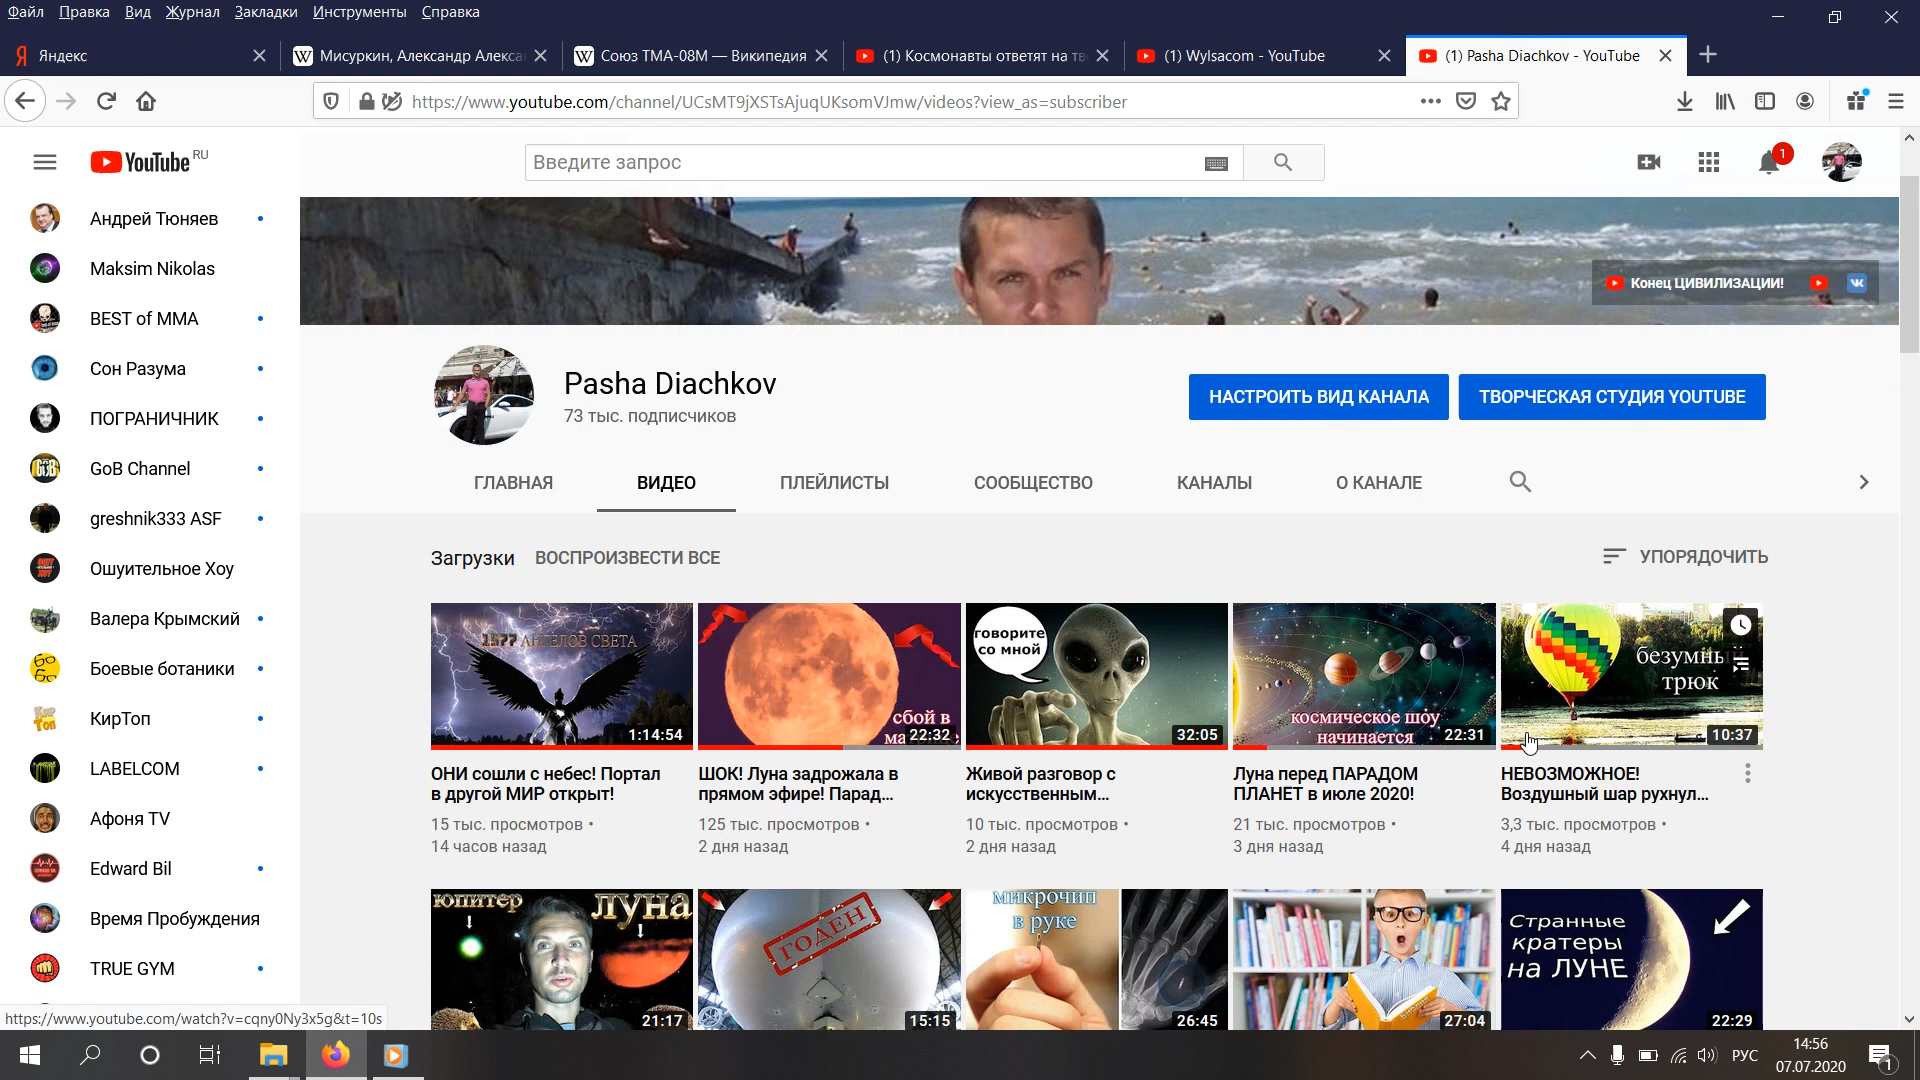 Файл Правка Вид Журнал Закладки Инструменты Справка
Яндекс
Мисуркин, Александр Алекса
Союз ТМА-08М — Википедия
(1) Космонавты ответят на тв
(1) Wylsacom - YouTube
(1) Pasha Diachkov - YouTube
https://www.youtube.com/channel/UCsMT9jXSTsAjuqUKsomVJmw/videos?view_as=subscriber
YouTube RU
Введите запрос
1
Андрей Тюняев
Maksim Nikolas
BEST of MMA
Сон Разума
ПОГРАНИЧНИК
GoB Channel
greshnik333 ASF
Ошуительное Хоу
Валера Крымский
Боевые ботаники
КирТоп
LABELCOM
Афоня TV
Edward Bil
Время Пробуждения
TRUE GYM
Конец ЦИВИЛИЗАЦИИ!
Pasha Diachkov
73 тыс. подписчиков
НАСТРОИТЬ ВИД КАНАЛА
ТВОРЧЕСКАЯ СТУДИЯ YOUTUBE
ГЛАВНАЯ ВИДЕО ПЛЕЙЛИСТЫ СООБЩЕСТВО КАНАЛЫ О КАНАЛЕ
Загрузки ВОСПРОИЗВЕСТИ ВСЕ
УПОРЯДОЧИТЬ
1577 АНГЕЛОВ СВЕТА
1:14:54
ОНИ сошли с небес! Портал
в другой МИР открыт!
15 тыс. просмотров •
14 часов назад
сбой в
22:32
ШОК! Луна задрожала в
прямом эфире! Парад...
125 тыс. просмотров •
2 дня назад
говорите
со мной
32:05
Живой разговор с
искусственным...
10 тыс. просмотров •
2 дня назад
космическое шоу
начинается
22:31
Луна перед ПАРАДОМ
ПЛАНЕТ в июле 2020!
21 тыс. просмотров •
3 дня назад
безумны
трюк
10:37
НЕВОЗМОЖНОЕ!
Воздушный шар рухнул...
3,3 тыс. просмотров •
4 дня назад
юпитер
луна
21:17
ГОДЕН
15:15
микрочип
в руке
26:45
27:04
Странные
кратеры
на ЛУНЕ
22:29
https://www.youtube.com/watch?v=cqny0Ny3x5g&t=10s
РУС
14:56
07.07.2020
1